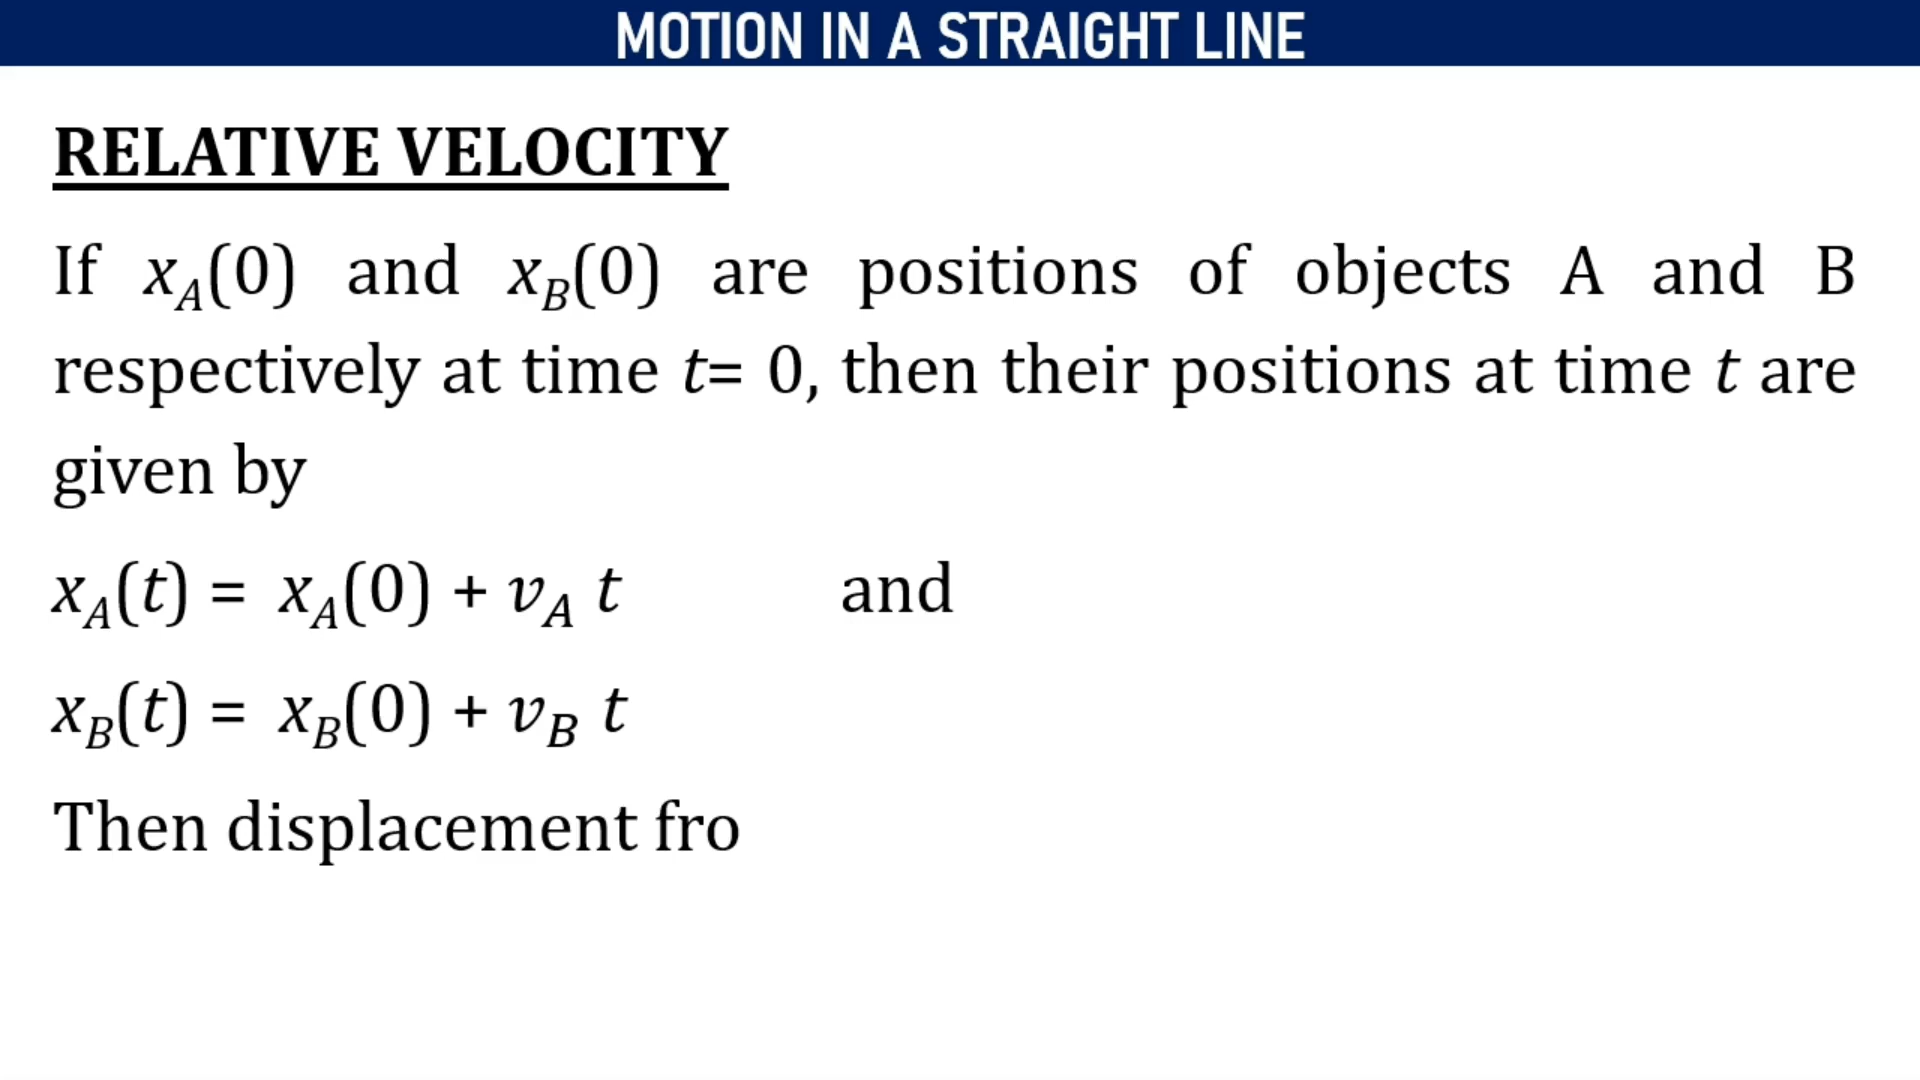 MOTION IN A STRAIGHT LINE
RELATIVE VELOCITY
If x_A(0) and x_B(0) are positions of objects A and B
respectively at time t= 0, then their positions at time t are
given by
x_A(t) = x_A(0) + v_A t and
x_B(t) = x_B(0) + v_B t
Then displacement fro